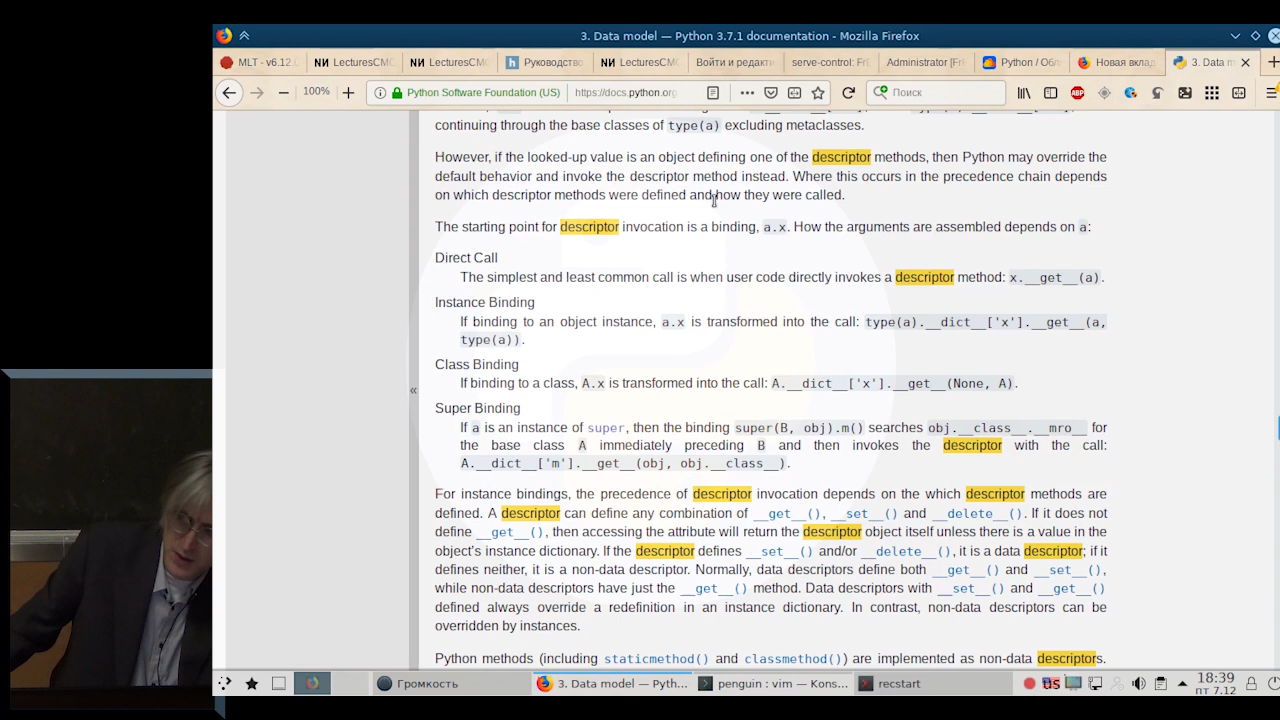 3. Data model — Python 3.7.1 documentation - Mozilla Firefox
MLT - v6.12.
LecturesCMC
LecturesCMC
Руководство
LecturesCMC
Войти и редакти
serve-control: Fr
Administrator [Fr
Python / Обл
Новая вклад
3. Data m
100%
Python Software Foundation (US)
https://docs.python.org
Поиск
ABP
continuing through the base classes of type(a) excluding metaclasses.
However, if the looked-up value is an object defining one of the descriptor methods, then Python may override the
default behavior and invoke the descriptor method instead. Where this occurs in the precedence chain depends
on which descriptor methods were defined and how they were called.
The starting point for descriptor invocation is a binding, a.x. How the arguments are assembled depends on a:
Direct Call
The simplest and least common call is when user code directly invokes a descriptor method: x.__get__(a).
Instance Binding
If binding to an object instance, a.x is transformed into the call: type(a).__dict__['x'].__get__(a,
type(a)).
Class Binding
If binding to a class, A.x is transformed into the call: A.__dict__['x'].__get__(None, A).
Super Binding
If a is an instance of super, then the binding super(B, obj).m() searches obj.__class__.__mro__ for
the base class A immediately preceding B and then invokes the descriptor with the call:
A.__dict__['m'].__get__(obj, obj.__class__).
For instance bindings, the precedence of descriptor invocation depends on the which descriptor methods are
defined. A descriptor can define any combination of __get__(), __set__() and __delete__(). If it does not
define __get__(), then accessing the attribute will return the descriptor object itself unless there is a value in the
object's instance dictionary. If the descriptor defines __set__() and/or __delete__(), it is a data descriptor; if it
defines neither, it is a non-data descriptor. Normally, data descriptors define both __get__() and __set__(),
while non-data descriptors have just the __get__() method. Data descriptors with __set__() and __get__()
defined always override a redefinition in an instance dictionary. In contrast, non-data descriptors can be
overridden by instances.
Python methods (including staticmethod() and classmethod()) are implemented as non-data descriptors.
«
Громкость
3. Data model — Pyth...
penguin : vim — Kons...
recstart
us
18:39
пт 7.12